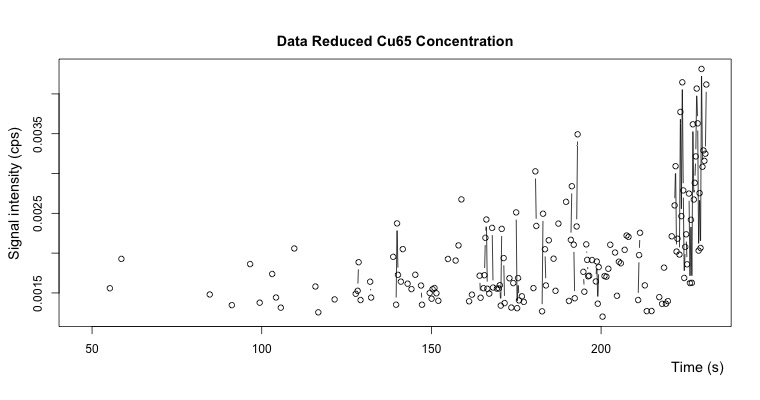 Data Reduced Cu65 Concentration
Signal intensity (cps)
0.0035
0.0025
0.0015
50 100 150 200
Time (s)